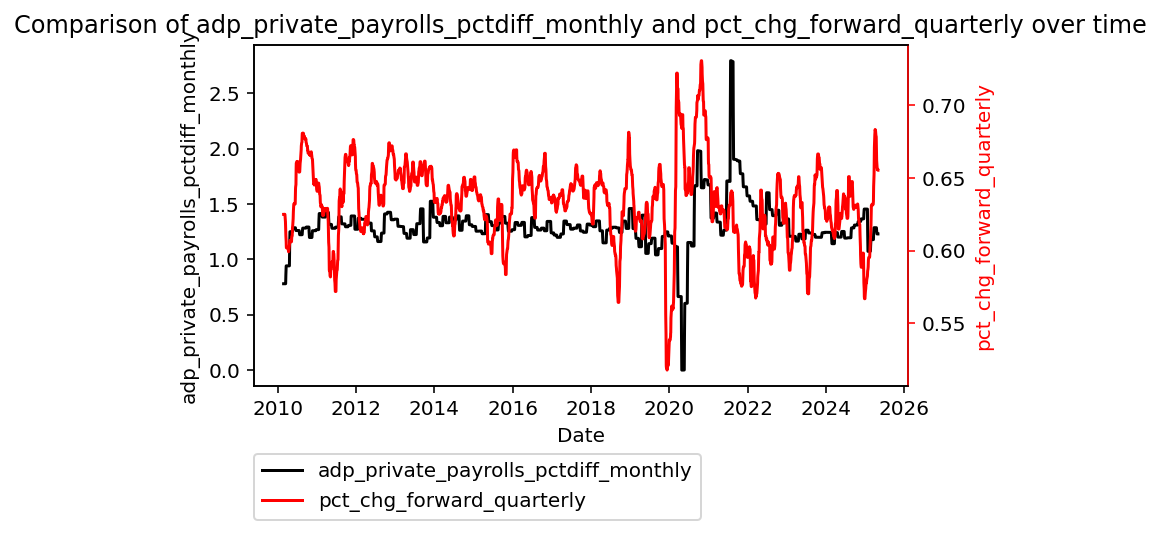 Comparison of adp_private_payrolls_pctdiff_monthly and pct_chg_forward_quarterly over time
adp_private_payrolls_pctdiff_monthly
2.5
2.0
1.5
1.0
0.5
0.0
0.70
0.65
0.60
0.55
pct_chg_forward_quarterly
2010 2012 2014 2016 2018 2020 2022 2024 2026
Date
adp_private_payrolls_pctdiff_monthly
pct_chg_forward_quarterly